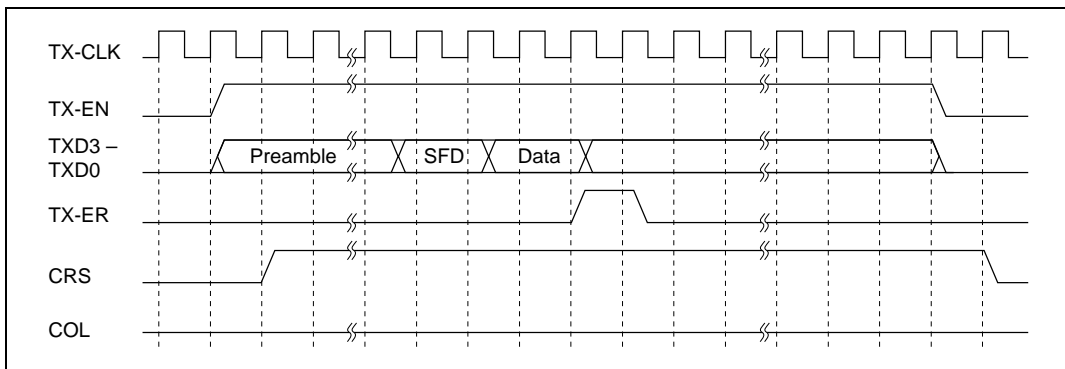 TX-CLK
TX-EN
TXD3 –
TXD0
Preamble
SFD
Data
TX-ER
CRS
COL